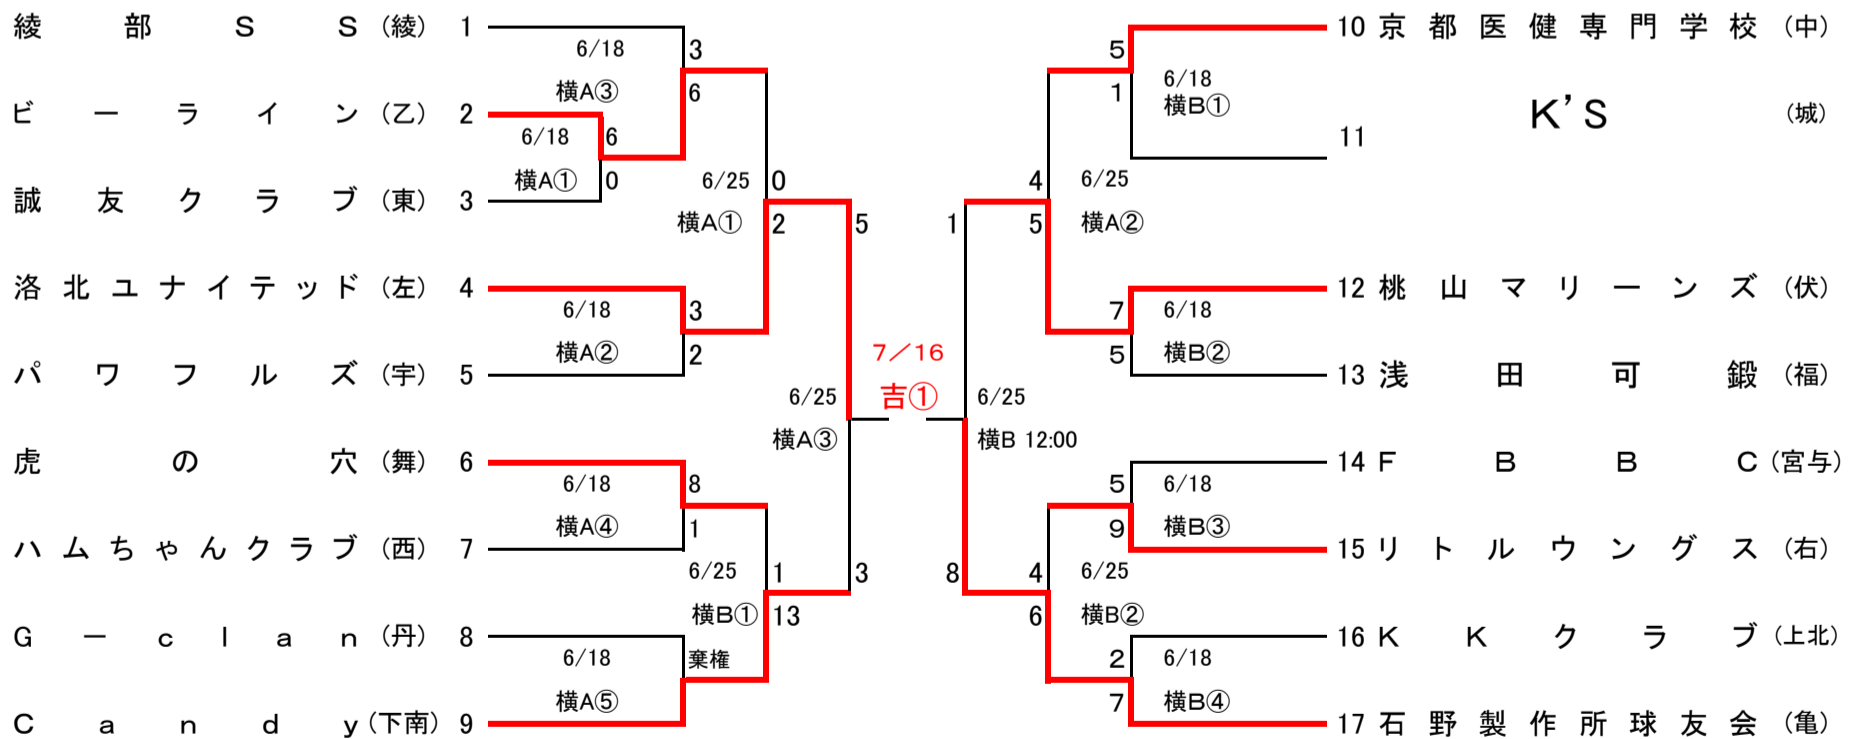 綾部SS(綾) 1
6/18
横A③
3
6
ビーライン(乙) 2
6/18
横A①
6
0
誠友クラブ(東) 3
6/25
横A①
0
2
洛北ユナイテッド(左) 4
6/18
横A②
3
2
パワフルズ(宇) 5
6/25
横A③
5
3
虎の穴(舞) 6
6/18
横A④
8
1
ハムちゃんクラブ(西) 7
6/25
横B①
1
13
G-clan(丹) 8
6/18
横A⑤
棄権
Candy(下南) 9
7/16
吉①
10 京都医健専門学校(中)
5
1
6/18
横B①
11 K'S (城)
4
5
6/25
横A②
12 桃山マリーンズ(伏)
7
5
6/18
横B②
13 浅田可鍛(福)
1
8
6/25
横B 12:00
14 FBBC(宮与)
5
9
6/18
横B③
15 リトルウングス(右)
4
6
6/25
横B②
16 KKクラブ(上北)
2
7
6/18
横B④
17 石野製作所球友会(亀)